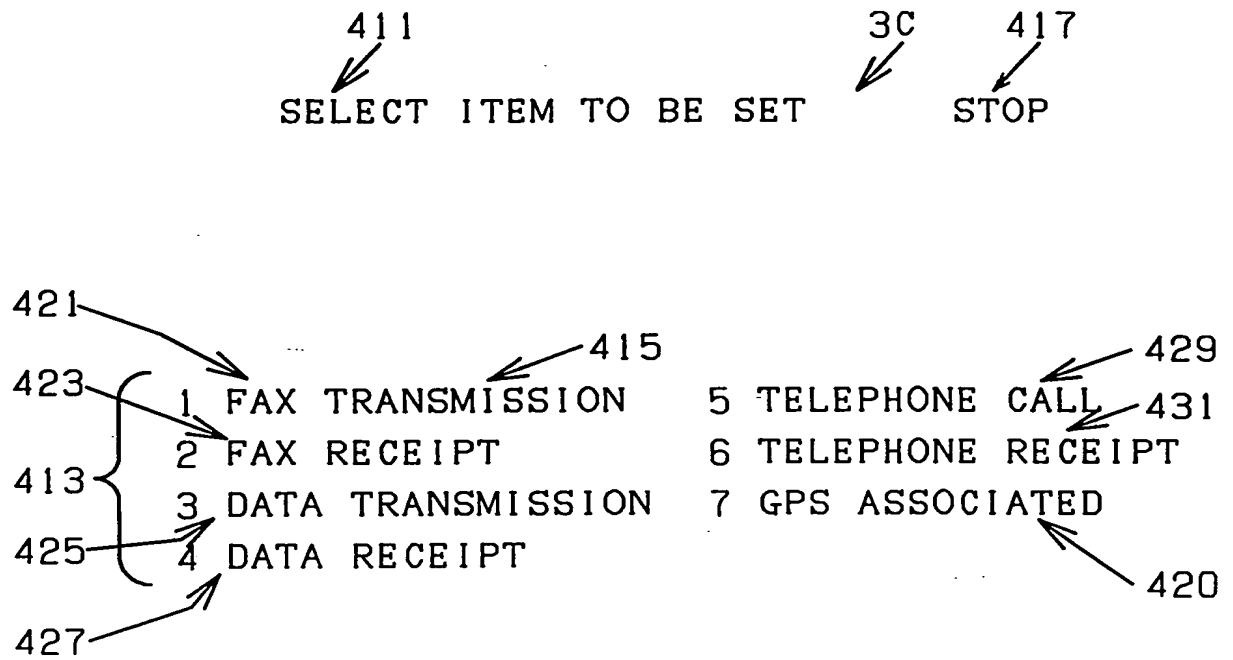 411 3C 417
SELECT ITEM TO BE SET STOP
421
415 429
423 1 FAX TRANSMISSION 5 TELEPHONE CALL 431
2 FAX RECEIPT 6 TELEPHONE RECEIPT
413
3 DATA TRANSMISSION 7 GPS ASSOCIATED
425 4 DATA RECEIPT
420
427